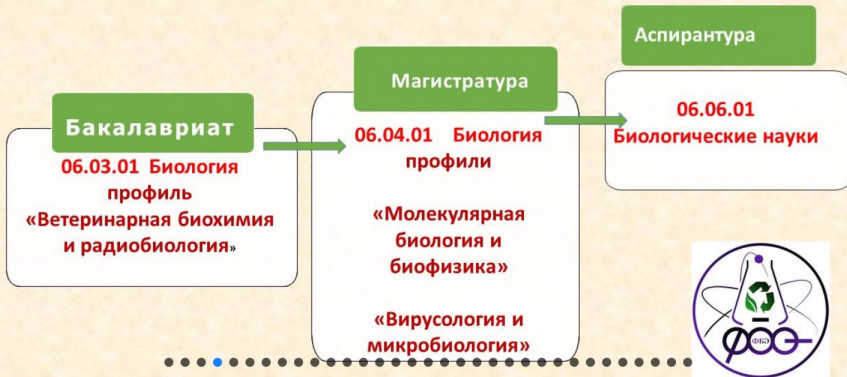 Бакалавриат
06.03.01 Биология
профиль
«Ветеринарная биохимия
и радиобиология»
Магистратура
06.04.01 Биология
профили
«Молекулярная
биология и
биофизика»
«Вирусология и
микробиология»
Аспирантура
06.06.01
Биологические науки
ФБЭ